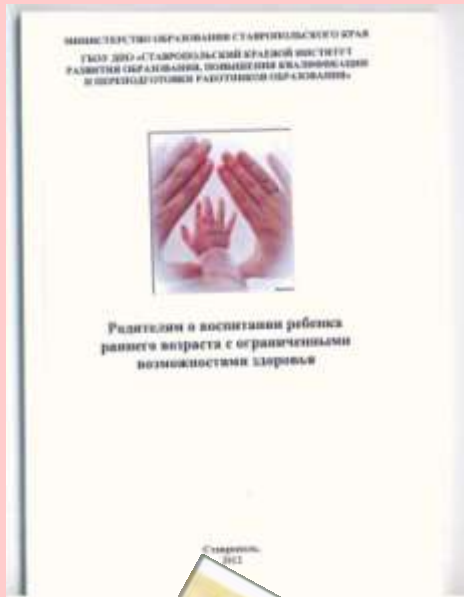 МИНИСТЕРСТВО ОБРАЗОВАНИЯ СТАВРОПОЛЬСКОГО КРАЯ
ГБОУ ДПО «СТАВРОПОЛЬСКИЙ КРАЕВОЙ ИНСТИТУТ
РАЗВИТИЯ ОБРАЗОВАНИЯ, ПОВЫШЕНИЯ КВАЛИФИКАЦИИ
И ПЕРЕПОДГОТОВКИ РАБОТНИКОВ ОБРАЗОВАНИЯ»
Родителям о воспитании ребенка
раннего возраста с ограниченными
возможностями здоровья
Ставрополь,
2012